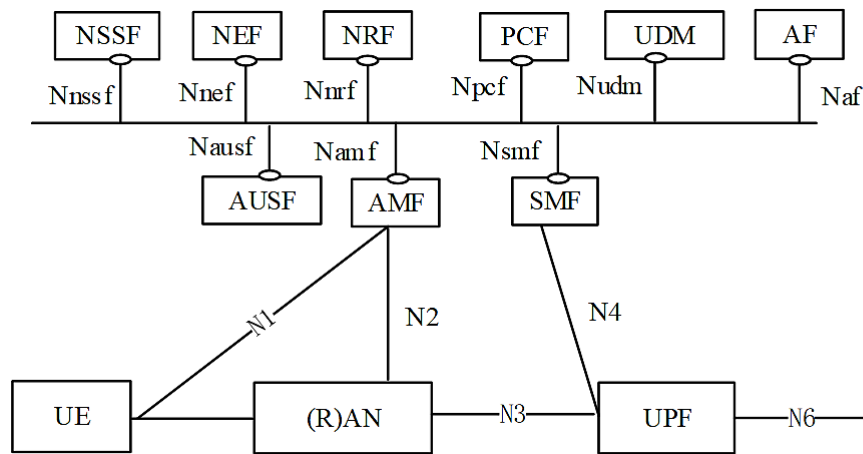 NSSF
NEF
NRF
PCF
UDM
AF
Nnssf
Nnef
Nnrf
Npcf
Nudm
Naf
Nausf
Namf
Nsmf
AUSF
AMF
SMF
N1
N2
N4
UE
(R)AN
N3
UPF
N6